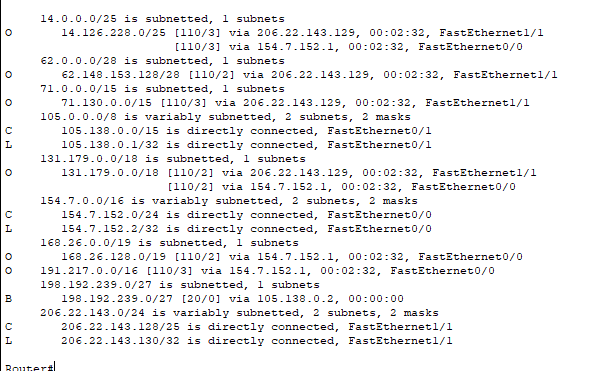 14.0.0.0/25 is subnetted, 1 subnets
O 14.126.228.0/25 [110/3] via 206.22.143.129, 00:02:32, FastEthernet1/1
[110/3] via 154.7.152.1, 00:02:32, FastEthernet0/0
62.0.0.0/28 is subnetted, 1 subnets
O 62.148.153.128/28 [110/2] via 206.22.143.129, 00:02:32, FastEthernet1/1
71.0.0.0/15 is subnetted, 1 subnets
O 71.130.0.0/15 [110/3] via 206.22.143.129, 00:02:32, FastEthernet1/1
105.0.0.0/8 is variably subnetted, 2 subnets, 2 masks
C 105.138.0.0/15 is directly connected, FastEthernet0/1
L 105.138.0.1/32 is directly connected, FastEthernet0/1
131.179.0.0/18 is subnetted, 1 subnets
O 131.179.0.0/18 [110/2] via 206.22.143.129, 00:02:32, FastEthernet1/1
[110/2] via 154.7.152.1, 00:02:32, FastEthernet0/0
154.7.0.0/16 is variably subnetted, 2 subnets, 2 masks
C 154.7.152.0/24 is directly connected, FastEthernet0/0
L 154.7.152.2/32 is directly connected, FastEthernet0/0
168.26.0.0/19 is subnetted, 1 subnets
O 168.26.128.0/19 [110/2] via 154.7.152.1, 00:02:32, FastEthernet0/0
O 191.217.0.0/16 [110/3] via 154.7.152.1, 00:02:32, FastEthernet0/0
198.192.239.0/27 is subnetted, 1 subnets
B 198.192.239.0/27 [20/0] via 105.138.0.2, 00:00:00
206.22.143.0/24 is variably subnetted, 2 subnets, 2 masks
C 206.22.143.128/25 is directly connected, FastEthernet1/1
L 206.22.143.130/32 is directly connected, FastEthernet1/1
Router#